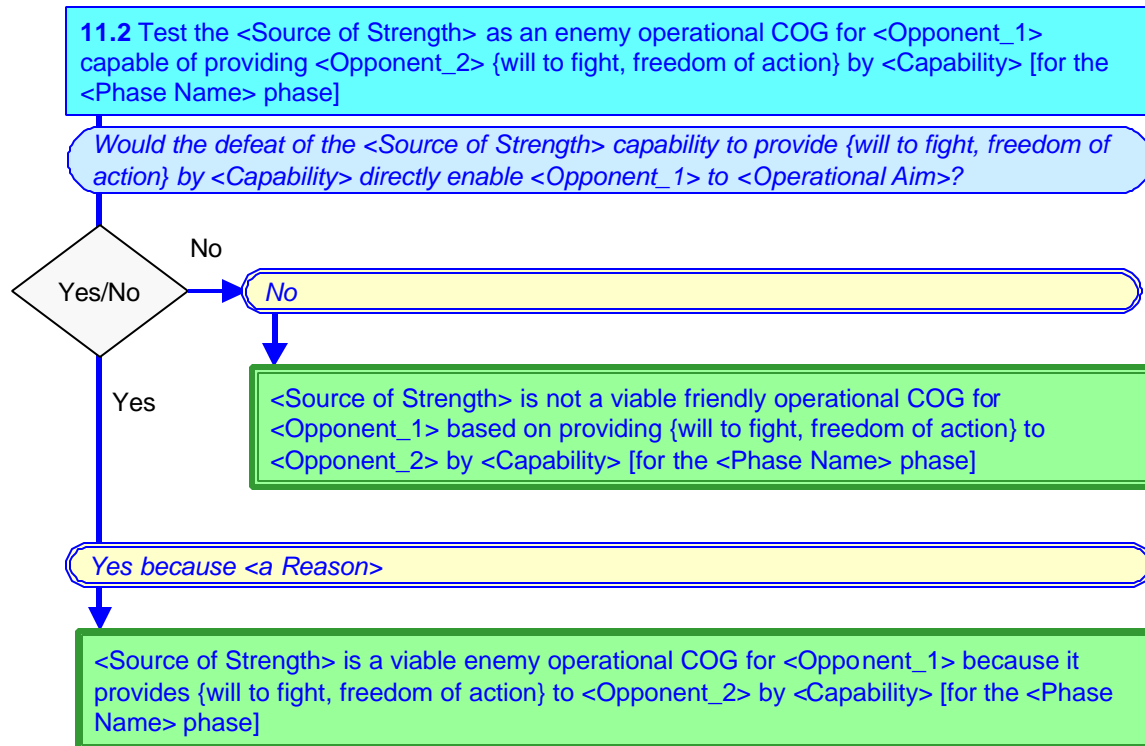 11.2 Test the <Source of Strength> as an enemy operational COG for <Opponent_1>
capable of providing <Opponent_2> {will to fight, freedom of action} by <Capability> [for the
<Phase Name> phase]
Would the defeat of the <Source of Strength> capability to provide {will to fight, freedom of
action} by <Capability> directly enable <Opponent_1> to <Operational Aim>?
No
Yes/No
No
Yes
<Source of Strength> is not a viable friendly operational COG for
<Opponent_1> based on providing {will to fight, freedom of action} to
<Opponent_2> by <Capability> [for the <Phase Name> phase]
Yes because <a Reason>
<Source of Strength> is a viable enemy operational COG for <Opponent_1> because it
provides {will to fight, freedom of action} to <Opponent_2> by <Capability> [for the <Phase
Name> phase]